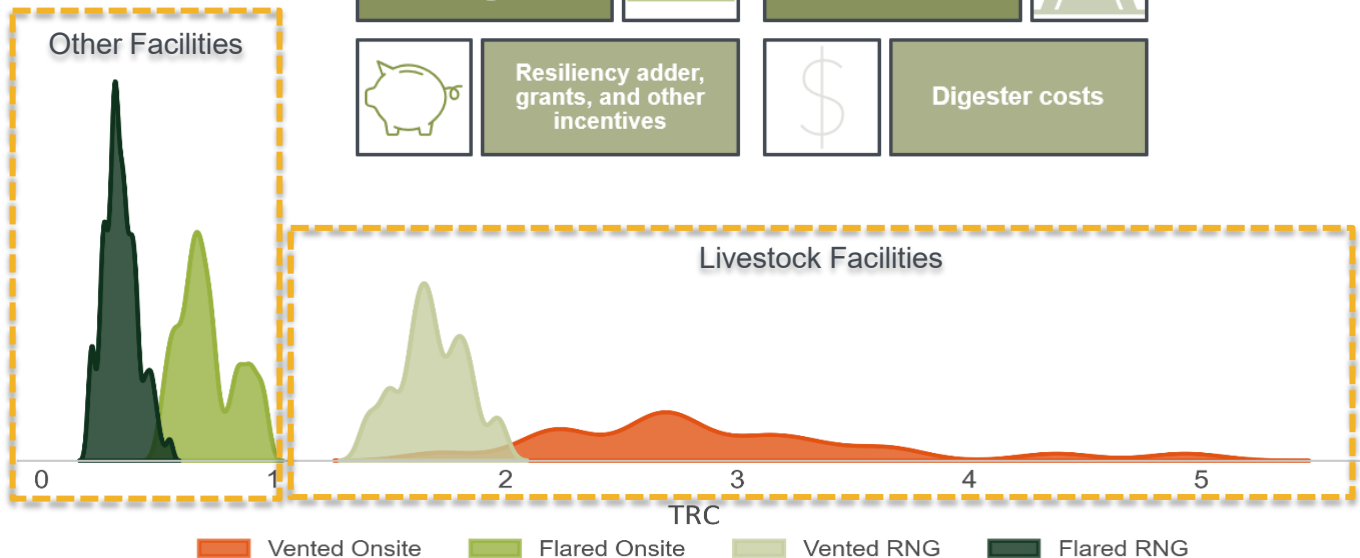 Other Facilities
Resiliency adder,
grants, and other
incentives
$
Digester costs
Livestock Facilities
0 1 2 3 4 5
TRC
Vented Onsite Flared Onsite Vented RNG Flared RNG